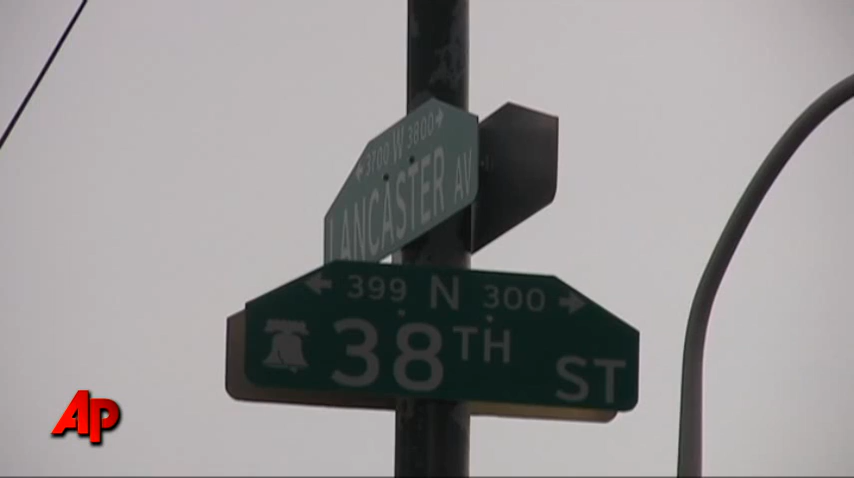 3700 W 3800
LANCASTER AV
399 N 300
38TH ST
AP